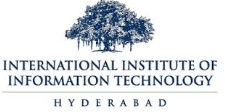 INTERNATIONAL INSTITUTE OF
INFORMATION TECHNOLOGY
HYDERABAD